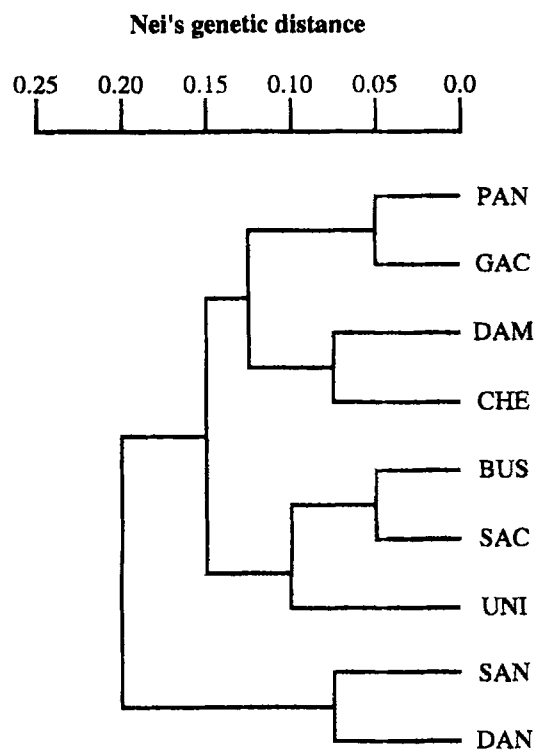 Nei's genetic distance
0.25 0.20 0.15 0.10 0.05 0.0
PAN
GAC
DAM
CHE
BUS
SAC
UNI
SAN
DAN